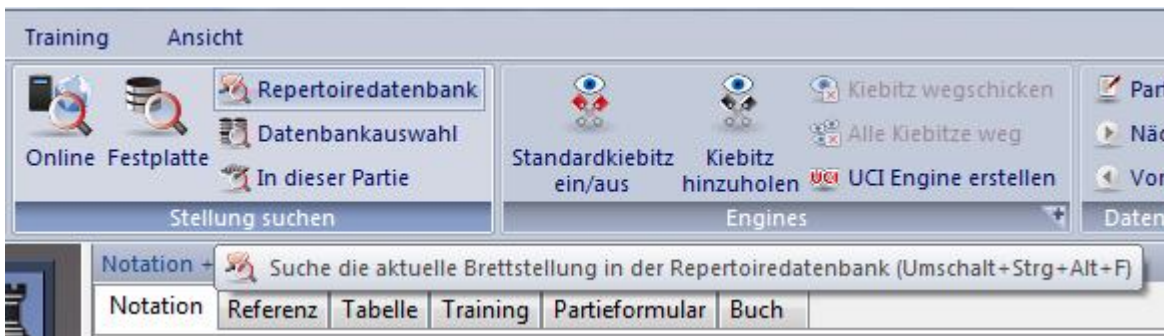 Training Ansicht
Online
Festplatte
Repertoiredatenbank
Datenbankauswahl
In dieser Partie
Stellung suchen
Standardkiebitz
ein/aus
Kiebitz
hinzuholen
Kiebitz wegschicken
Alle Kiebitze weg
UCI UCI Engine erstellen
Engines
Notation +
Suche die aktuelle Brettstellung in der Repertoiredatenbank (Umschalt+Strg+Alt+F)
Notation Referenz Tabelle Training Partieformular Buch